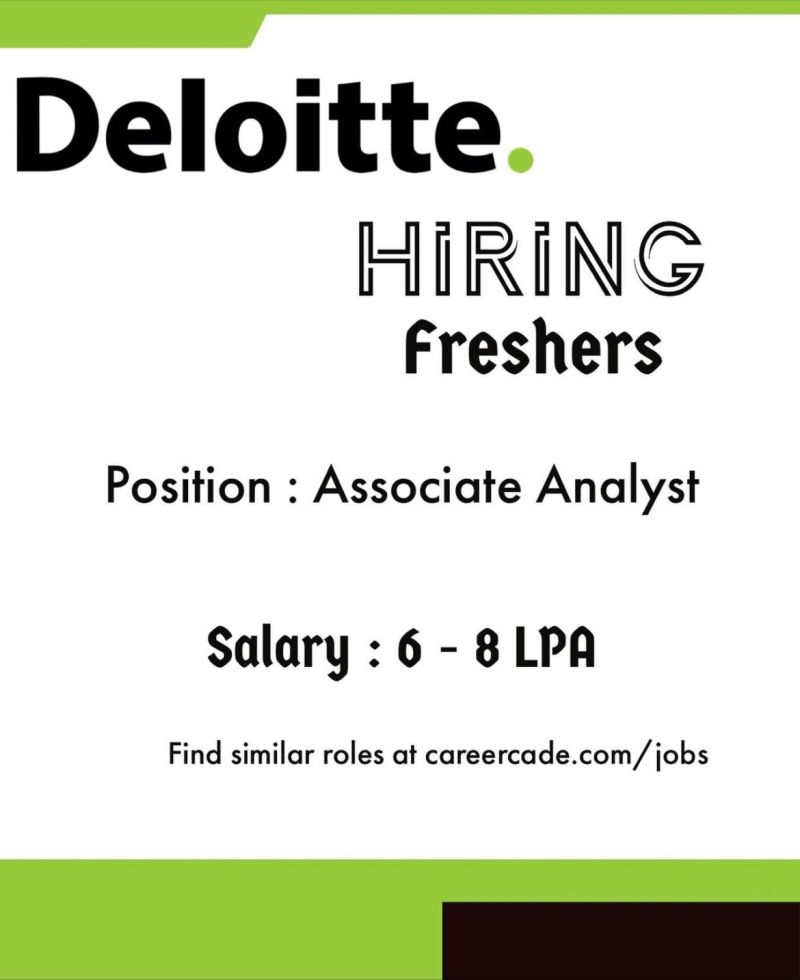 Deloitte.
HiRiNG
freshers
Position : Associate Analyst
Salary : 6 - 8 LPA
Find similar roles at careercade.com/jobs